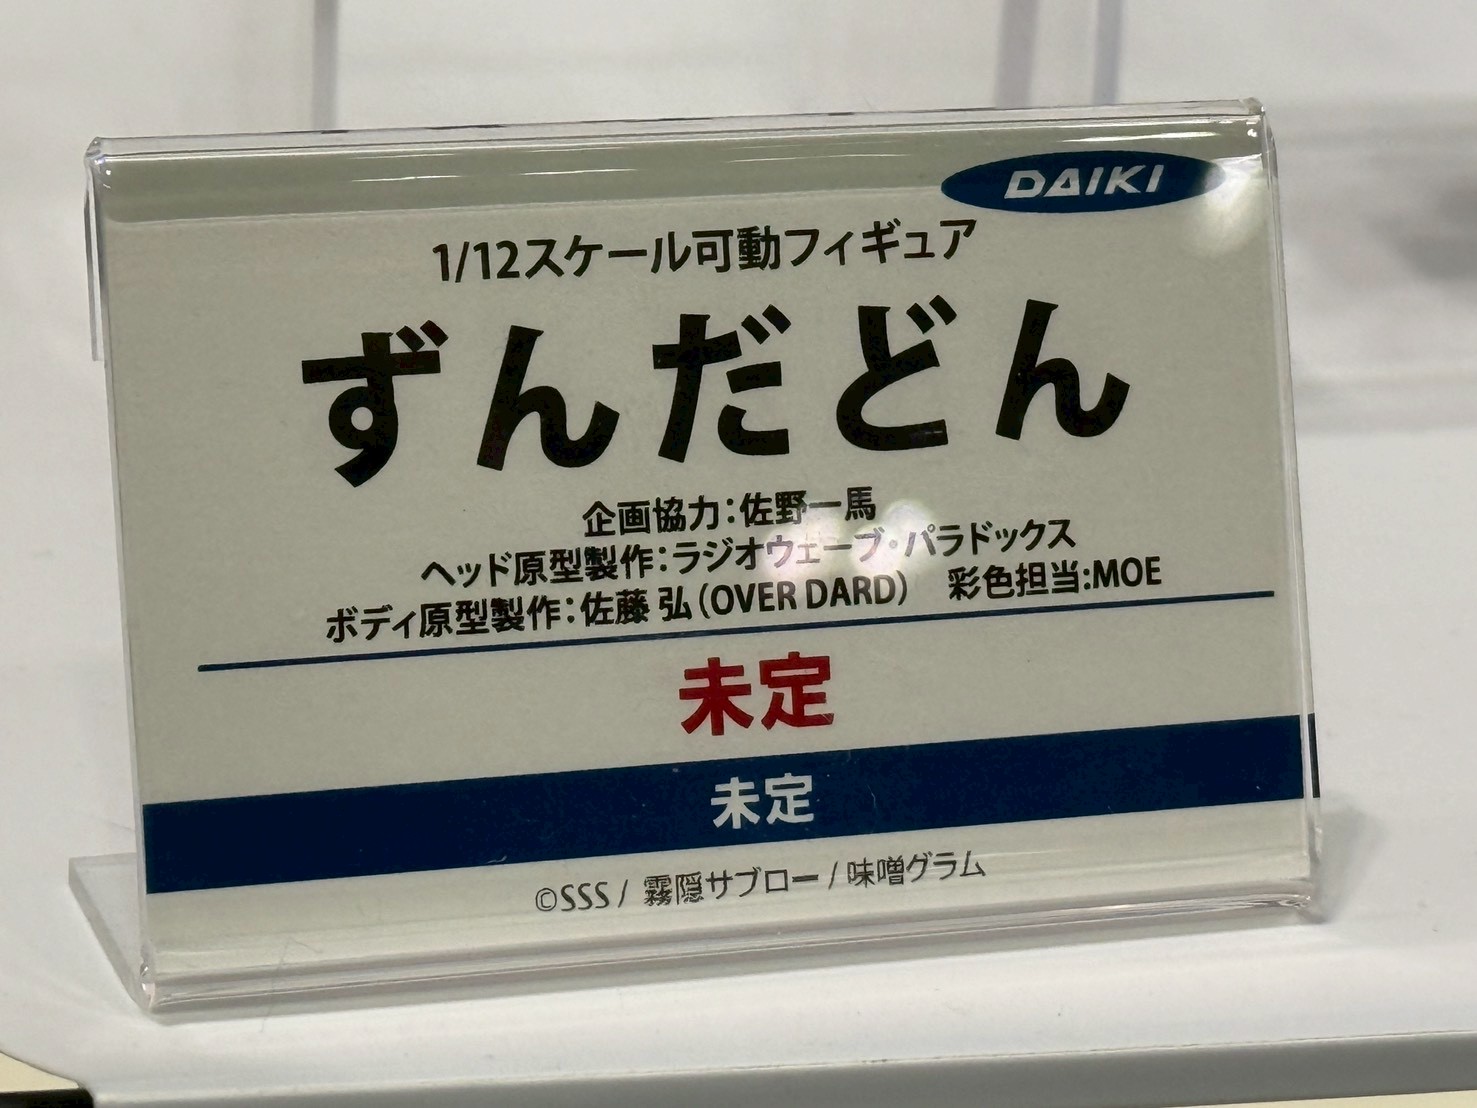 DAIKI
1/12スケール可動フィギュア
ずんだどん
企画協力:佐野一馬
ヘッド原型製作:ラジオウェーブ・パラドックス
ボディ原型製作:佐藤 弘(OVER DARD) 彩色担当:MOE
未定
未定
©SSS / 霧隠サブロー / 味噌グラム